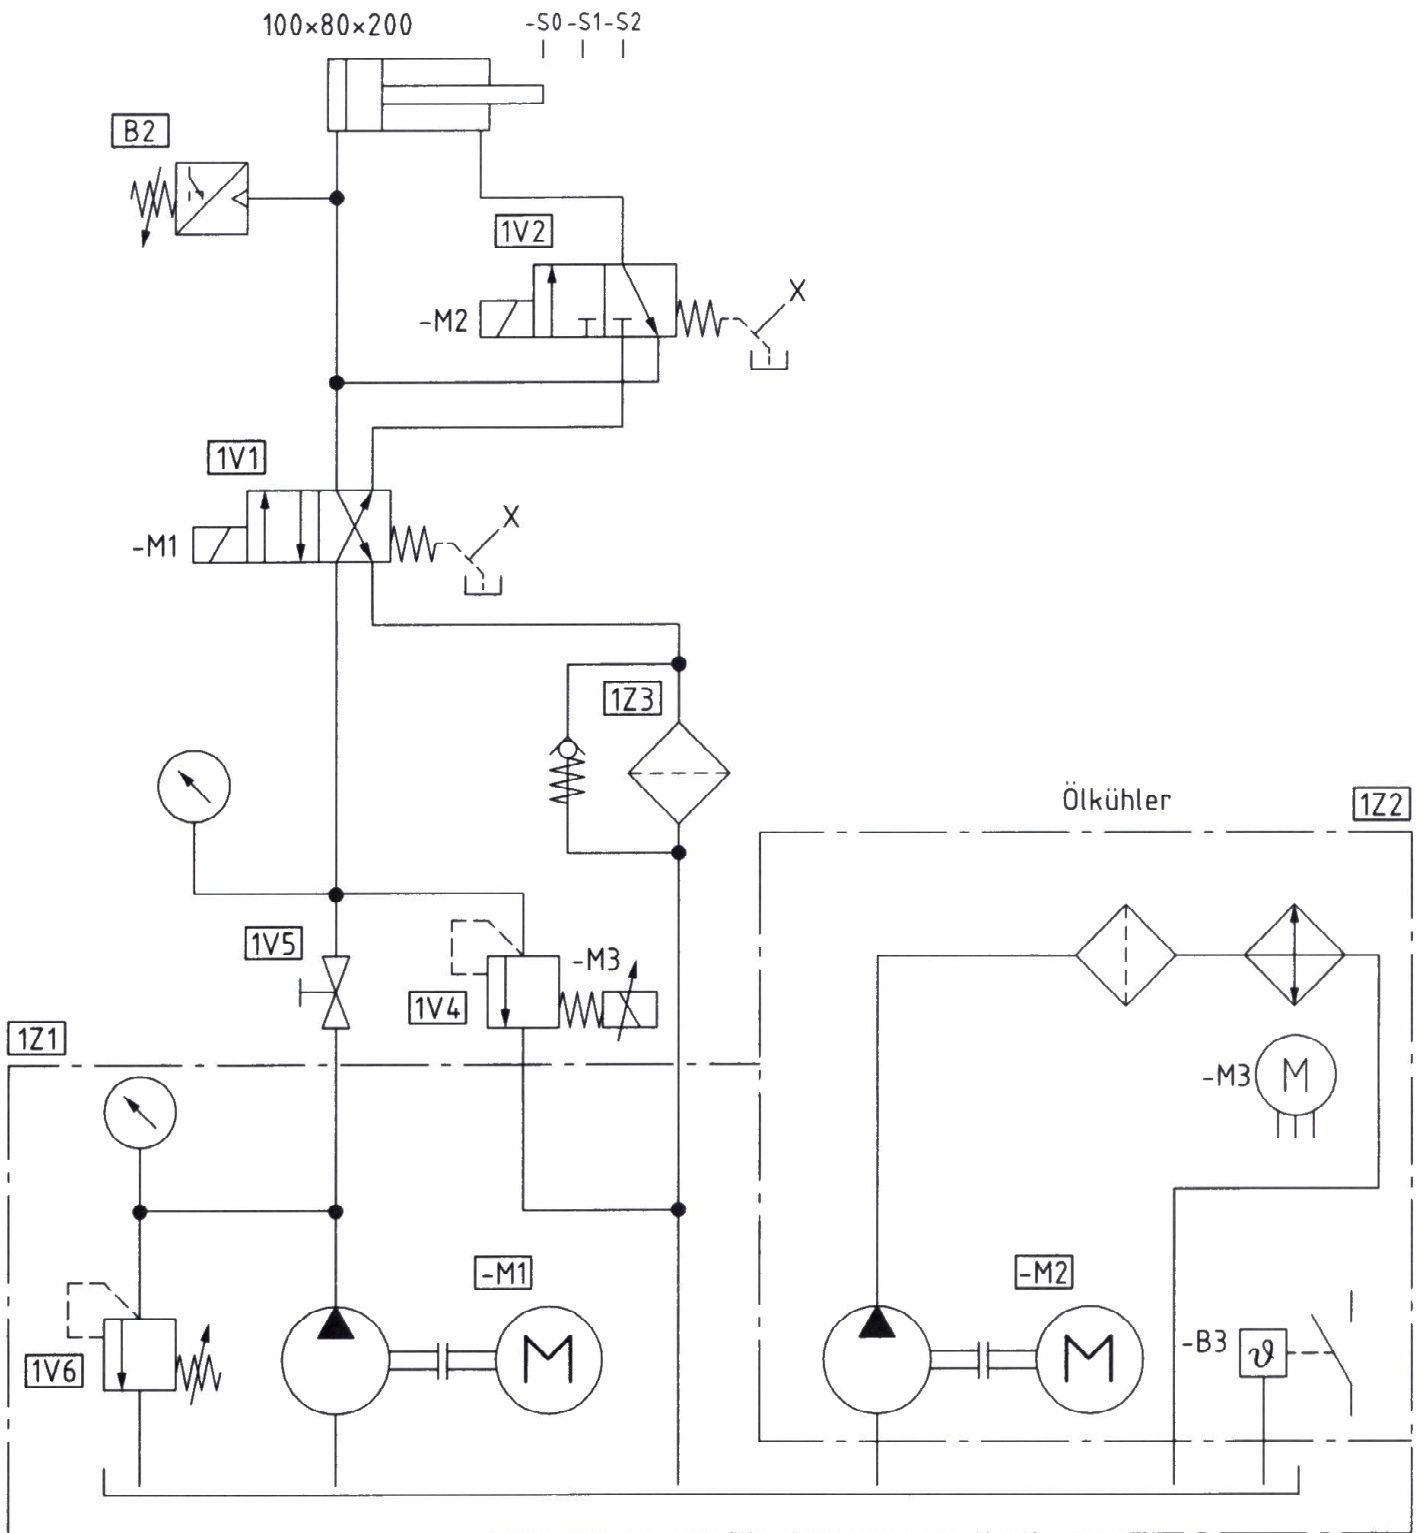 100×80×200
-S0 -S1 -S2
B2
1V2
-M2
X
1V1
-M1
X
1Z3
Ölkühler
1Z2
1V5
-M3
1V4
1Z1
-M3
M
-M1
-M2
M
M
-B3
ϑ
1V6